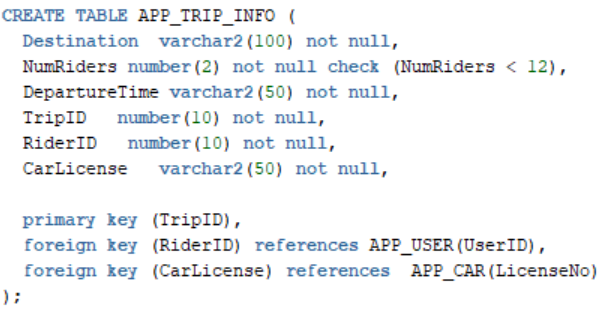 CREATE TABLE APP_TRIP_INFO (
Destination varchar2(100) not null,
NumRiders number(2) not null check (NumRiders < 12),
DepartureTime varchar2(50) not null,
TripID number(10) not null,
RiderID number(10) not null,
CarLicense varchar2(50) not null,
primary key (TripID),
foreign key (RiderID) references APP_USER(UserID),
foreign key (CarLicense) references APP_CAR(LicenseNo)
);